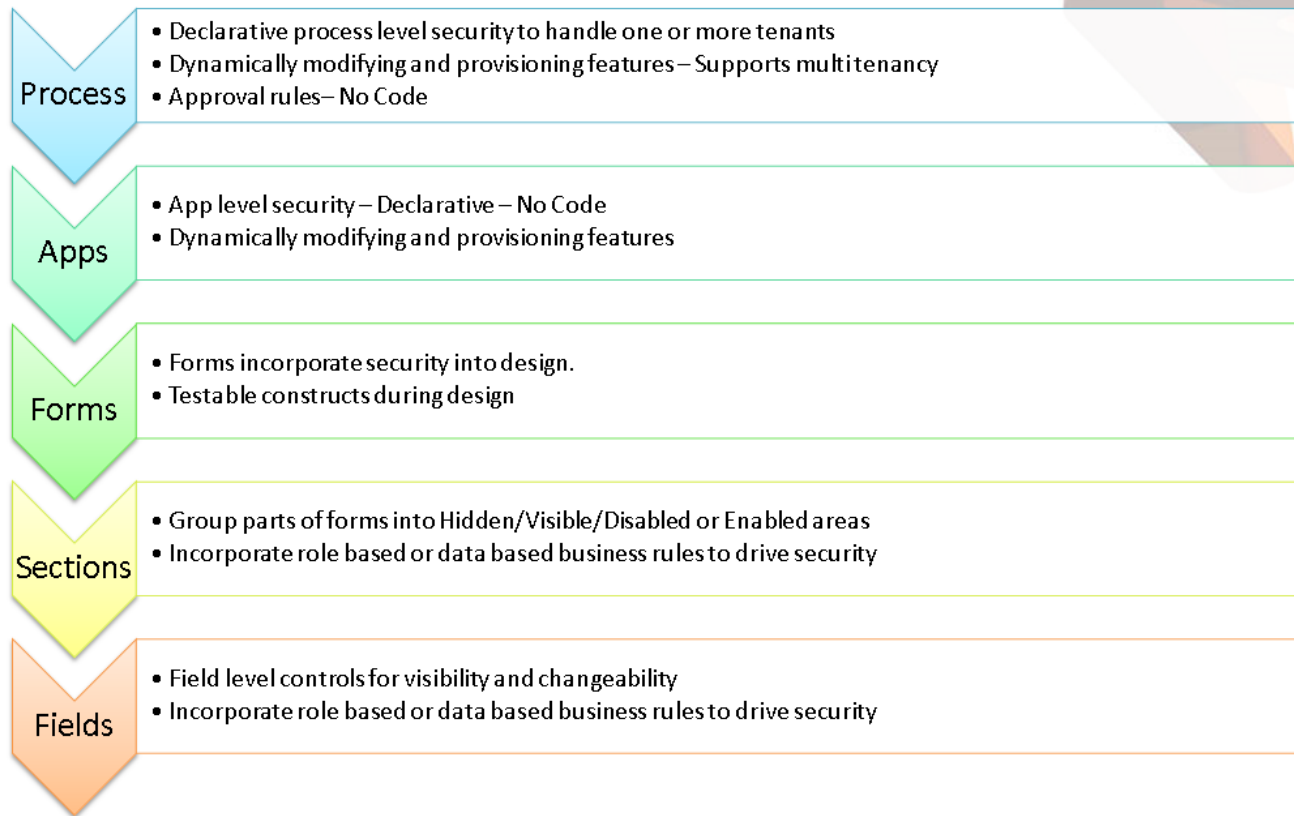 Process
• Declarative process level security to handle one or more tenants
• Dynamically modifying and provisioning features – Supports multi tenancy
• Approval rules– No Code
Apps
• App level security – Declarative – No Code
• Dynamically modifying and provisioning features
Forms
• Forms incorporate security into design.
• Testable constructs during design
Sections
• Group parts of forms into Hidden/Visible/Disabled or Enabled areas
• Incorporate role based or data based business rules to drive security
Fields
• Field level controls for visibility and changeability
• Incorporate role based or data based business rules to drive security